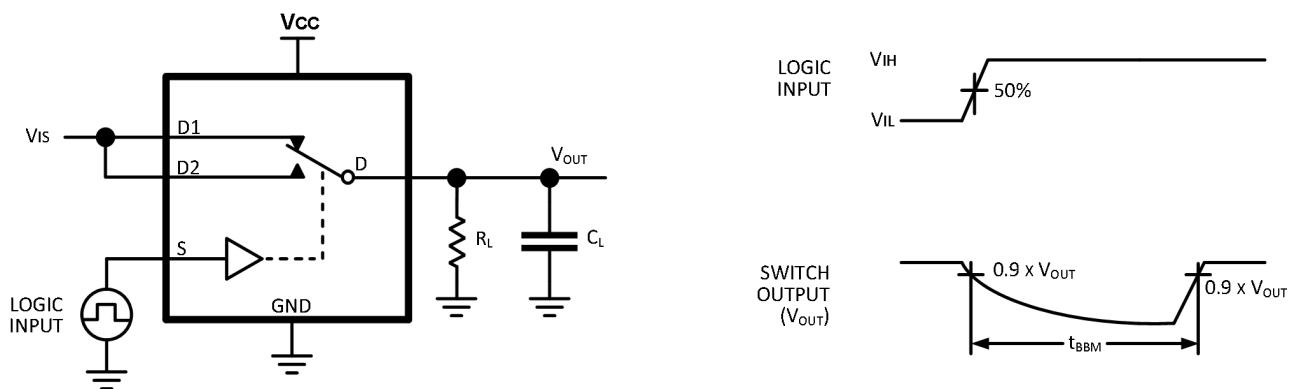 VCC
VIS
D1
D2
D
VOUT
S
RL
CL
GND
LOGIC
INPUT
LOGIC
INPUT
VIH
VIL
50%
SWITCH
OUTPUT
(VOUT)
0.9 x VOUT
0.9 x VOUT
tBBM